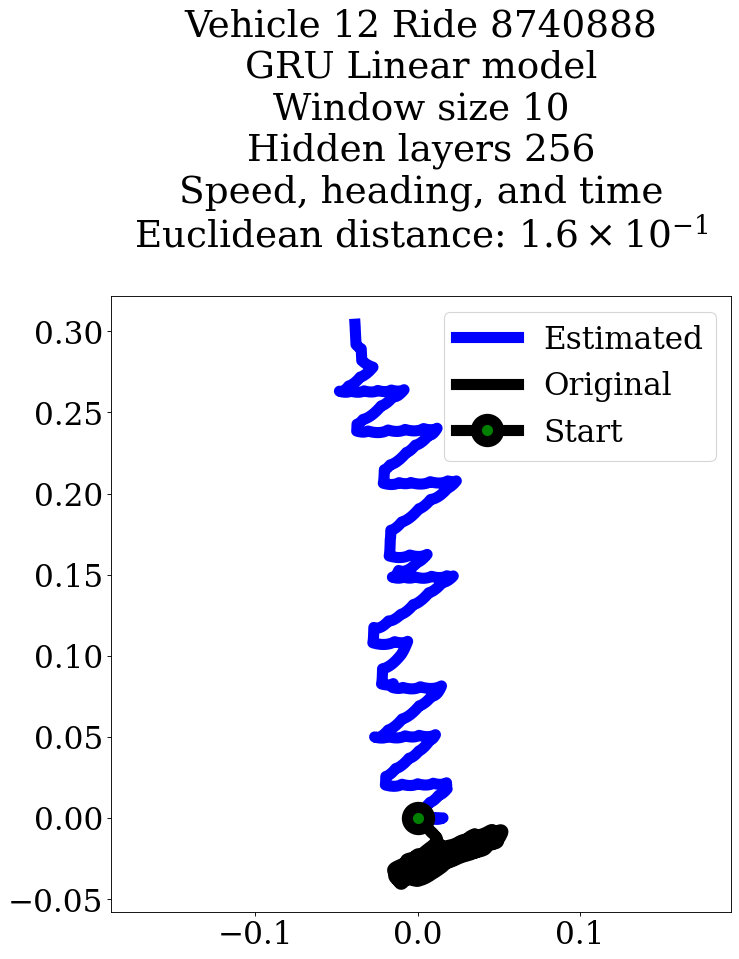 Vehicle 12 Ride 8740888
GRU Linear model
Window size 10
Hidden layers 256
Speed, heading, and time
Euclidean distance: 1.6 × 10⁻¹
Estimated
Original
Start
0.30
0.25
0.20
0.15
0.10
0.05
0.00
−0.05
−0.1 0.0 0.1